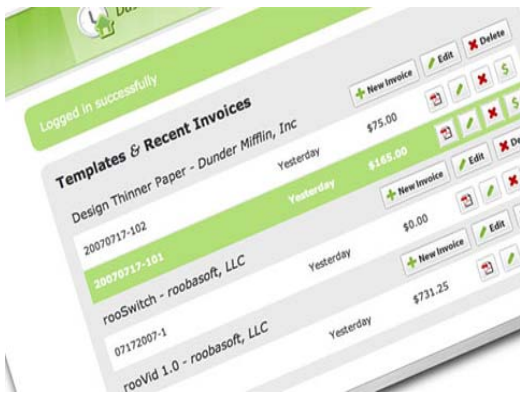 Logged in successfully
Templates & Recent Invoices
New Invoice Edit Delete
Design Thinner Paper - Dunder Mifflin, Inc
20070717-102 Yesterday $75.00
20070717-101 Yesterday $165.00
New Invoice Edit
rooSwitch - roobasoft, LLC
07172007-1 Yesterday $0.00
New Invoice Edit
rooVid 1.0 - roobasoft, LLC
Yesterday $731.25